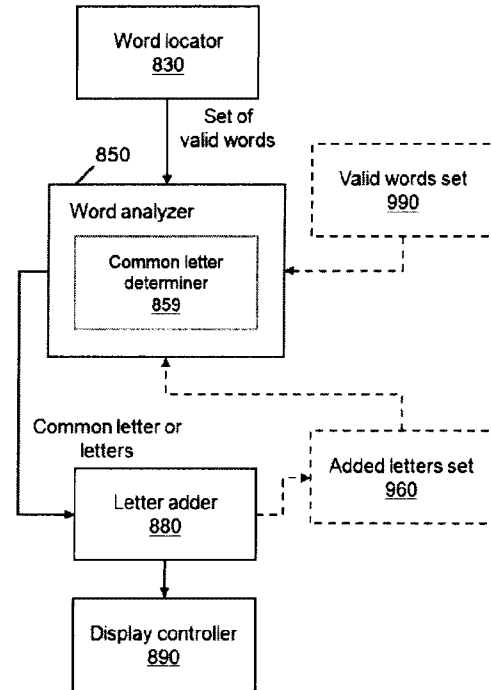 Word locator
830
Set of
valid words
850
Valid words set
990
Word analyzer
Common letter
determiner
859
Common letter or
letters
Added letters set
960
Letter adder
880
Display controller
890